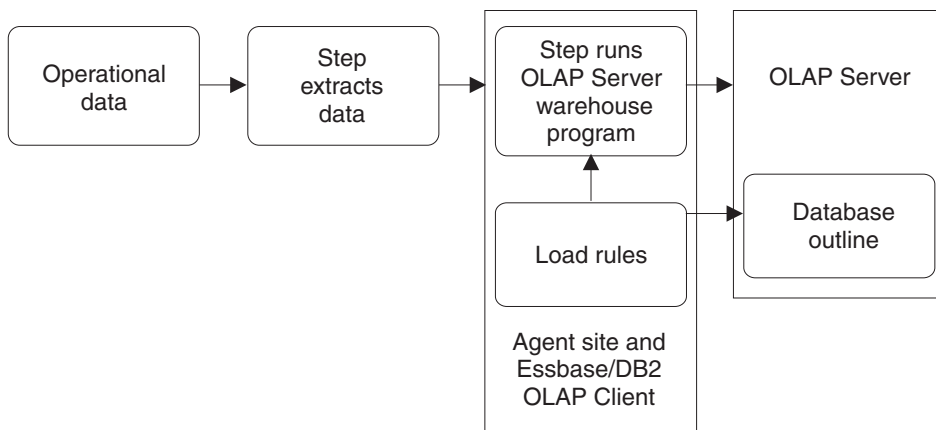 Operational
data
Step
extracts
data
Step runs
OLAP Server
warehouse
program
OLAP Server
Load rules
Database
outline
Agent site and
Essbase/DB2
OLAP Client